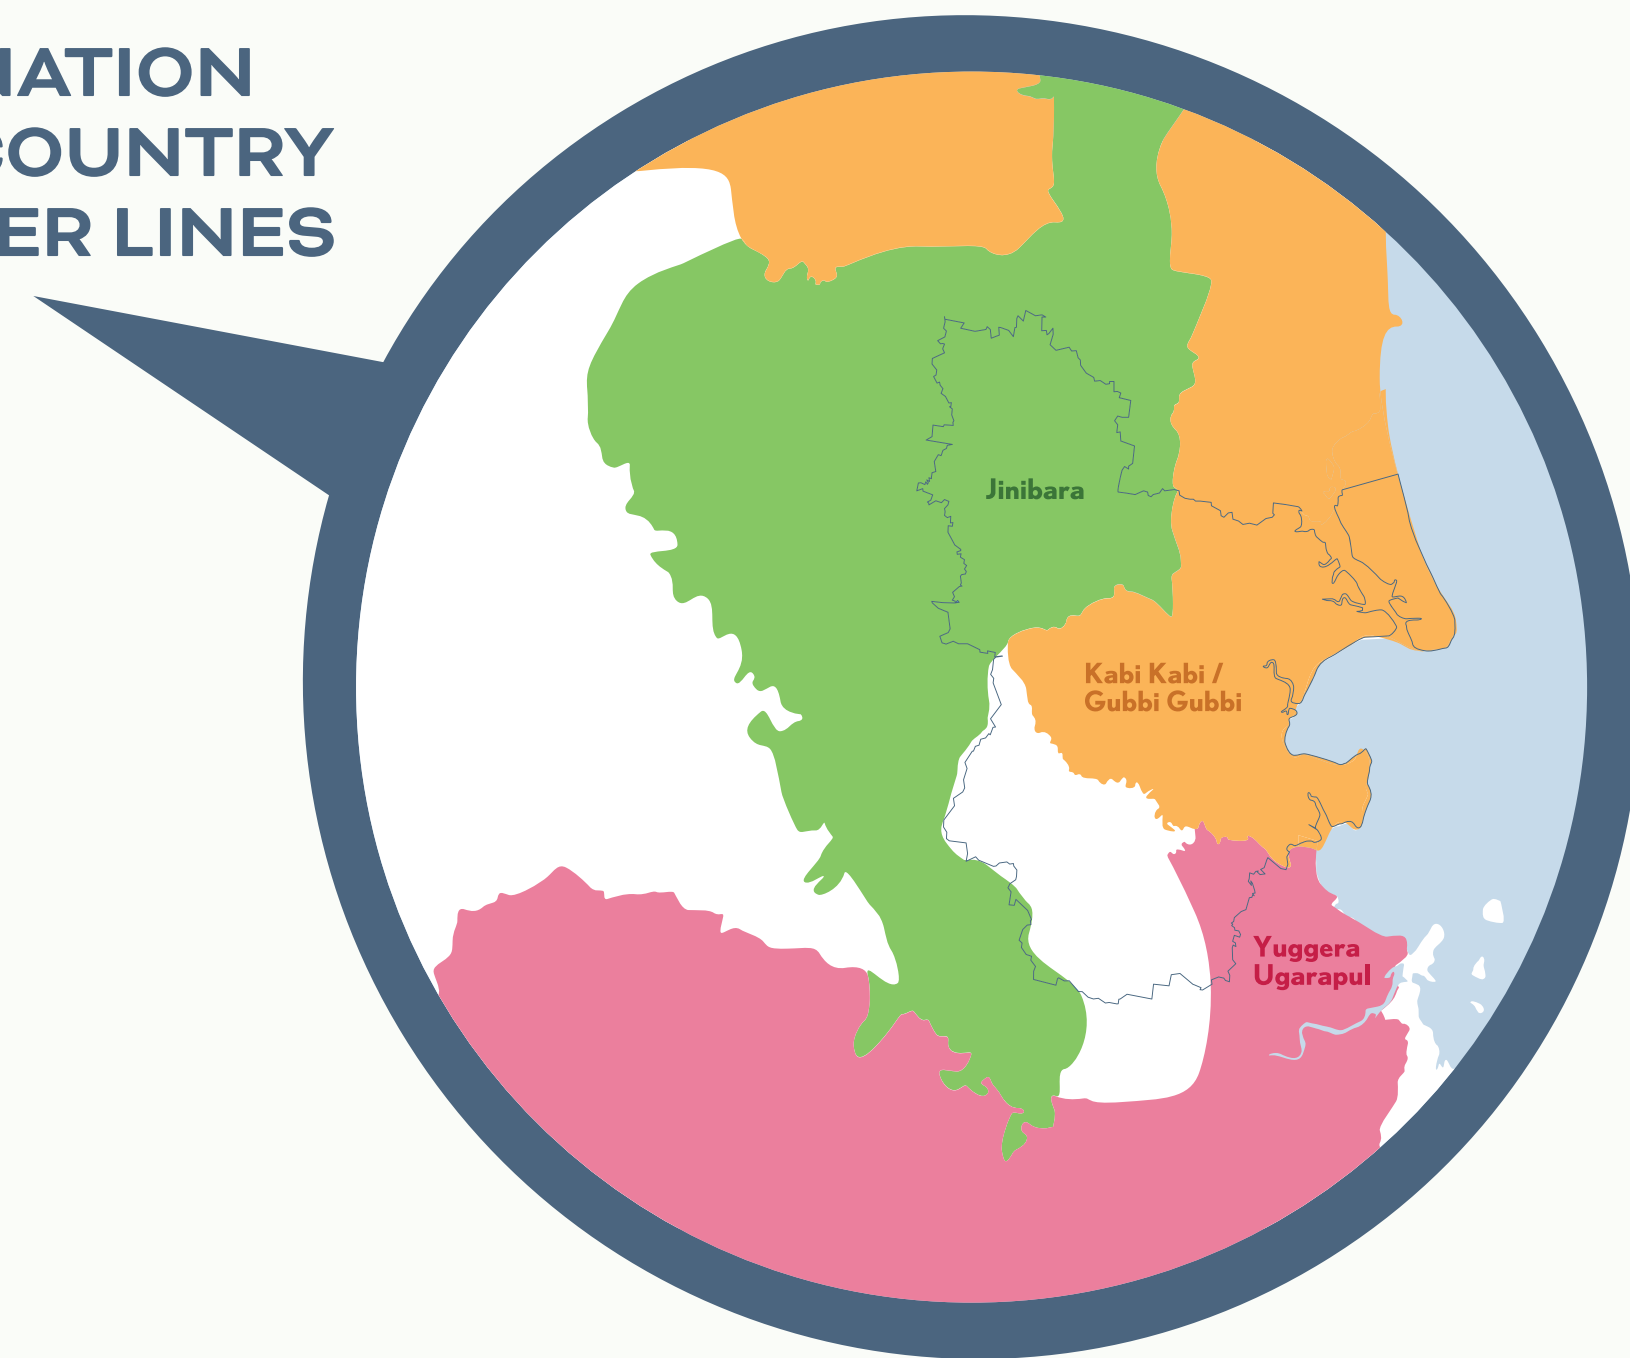 NATION
COUNTRY
ER LINES
Jinibara
Kabi Kabi /
Gubbi Gubbi
Yuggera
Ugarapul